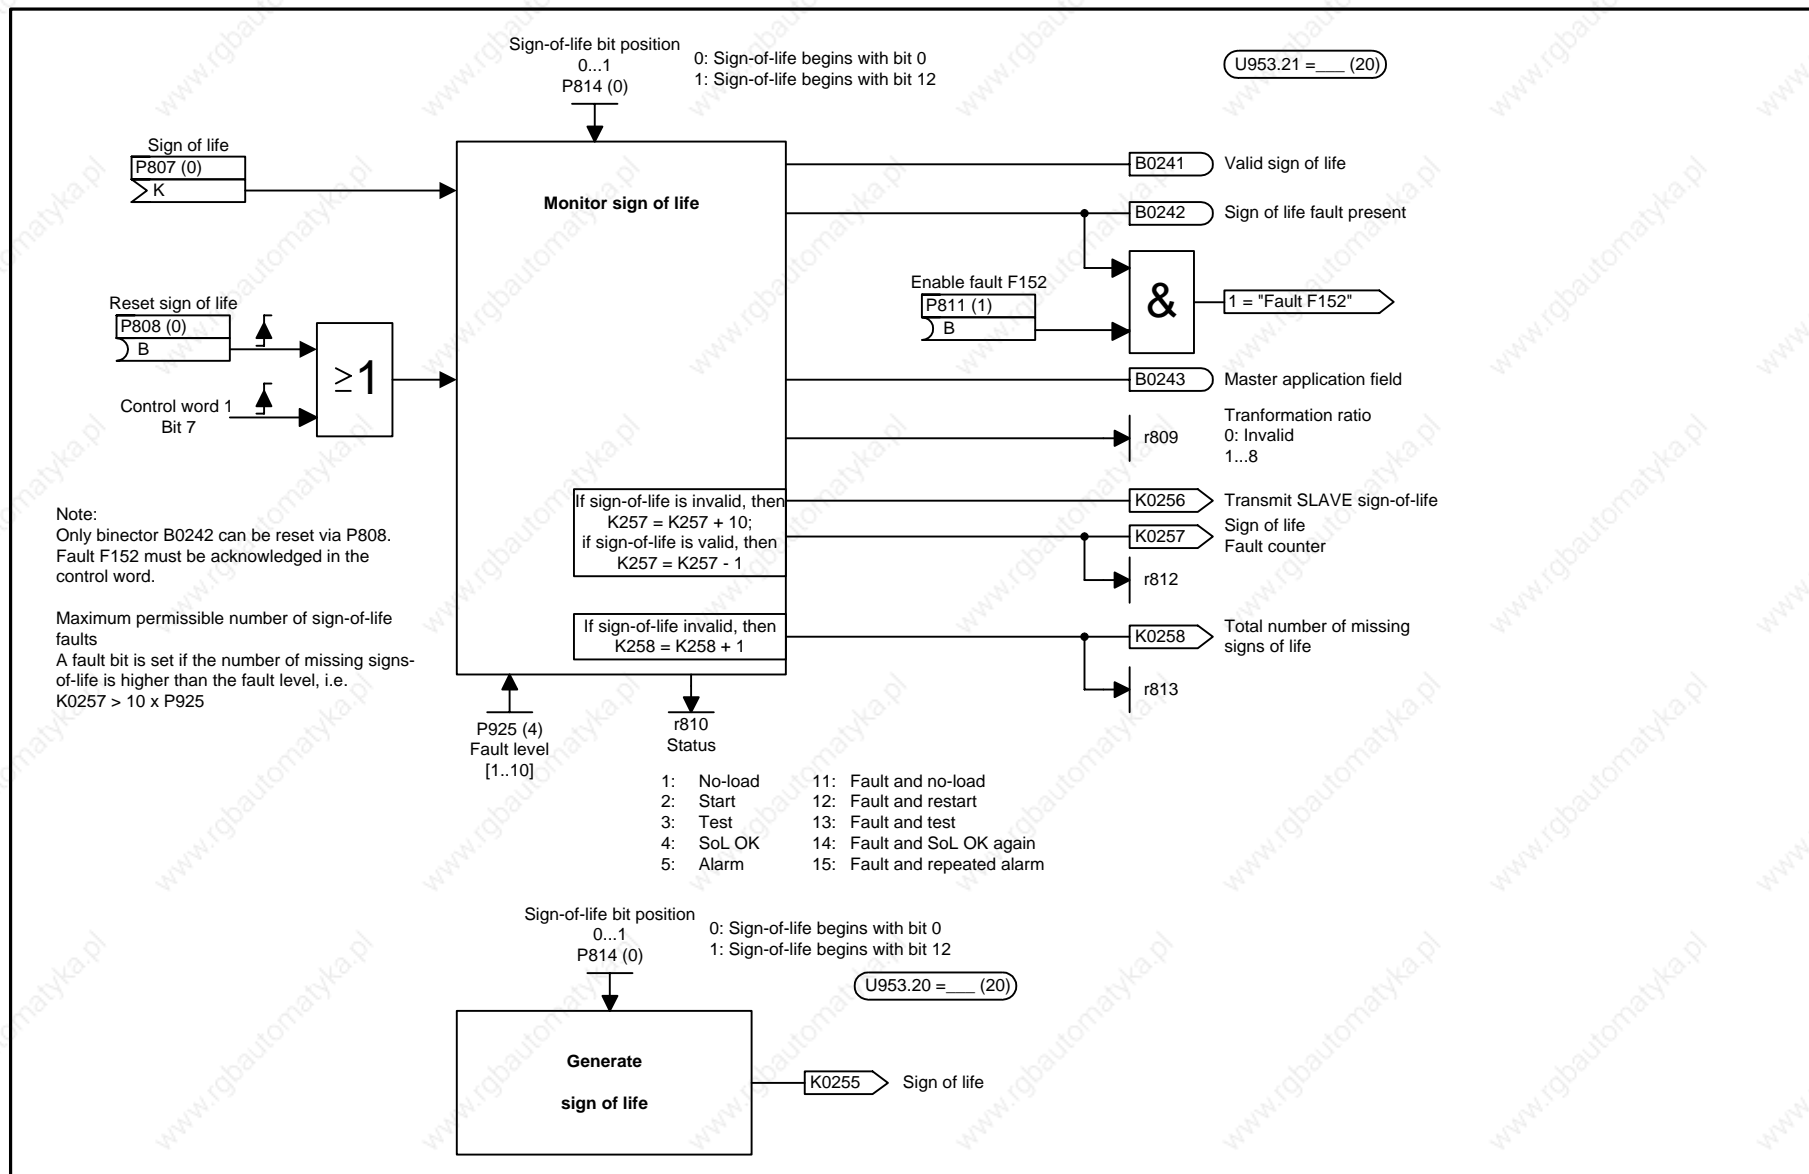 Sign-of-life bit position
0...1
P814 (0)
0: Sign-of-life begins with bit 0
1: Sign-of-life begins with bit 12
U953.21 =___ (20)
Sign of life
P807 (0)
K
Monitor sign of life
B0241 Valid sign of life
B0242 Sign of life fault present
Enable fault F152
P811 (1)
B
&
1 = "Fault F152"
Reset sign of life
P808 (0)
B
≥1
Control word 1
Bit 7
B0243 Master application field
r809
Tranformation ratio
0: Invalid
1...8
Note:
Only binector B0242 can be reset via P808.
Fault F152 must be acknowledged in the
control word.
Maximum permissible number of sign-of-life
faults
A fault bit is set if the number of missing signs-
of-life is higher than the fault level, i.e.
K0257 > 10 x P925
If sign-of-life is invalid, then
K257 = K257 + 10;
if sign-of-life is valid, then
K257 = K257 - 1
K0256 Transmit SLAVE sign-of-life
K0257
Sign of life
Fault counter
r812
If sign-of-life invalid, then
K258 = K258 + 1
K0258
Total number of missing
signs of life
r813
P925 (4)
Fault level
[1..10]
r810
Status
1: No-load 11: Fault and no-load
2: Start 12: Fault and restart
3: Test 13: Fault and test
4: SoL OK 14: Fault and SoL OK again
5: Alarm 15: Fault and repeated alarm
Sign-of-life bit position
0...1
P814 (0)
0: Sign-of-life begins with bit 0
1: Sign-of-life begins with bit 12
U953.20 =___ (20)
Generate
sign of life
K0255 Sign of life
www.rgbautomatyka.pl